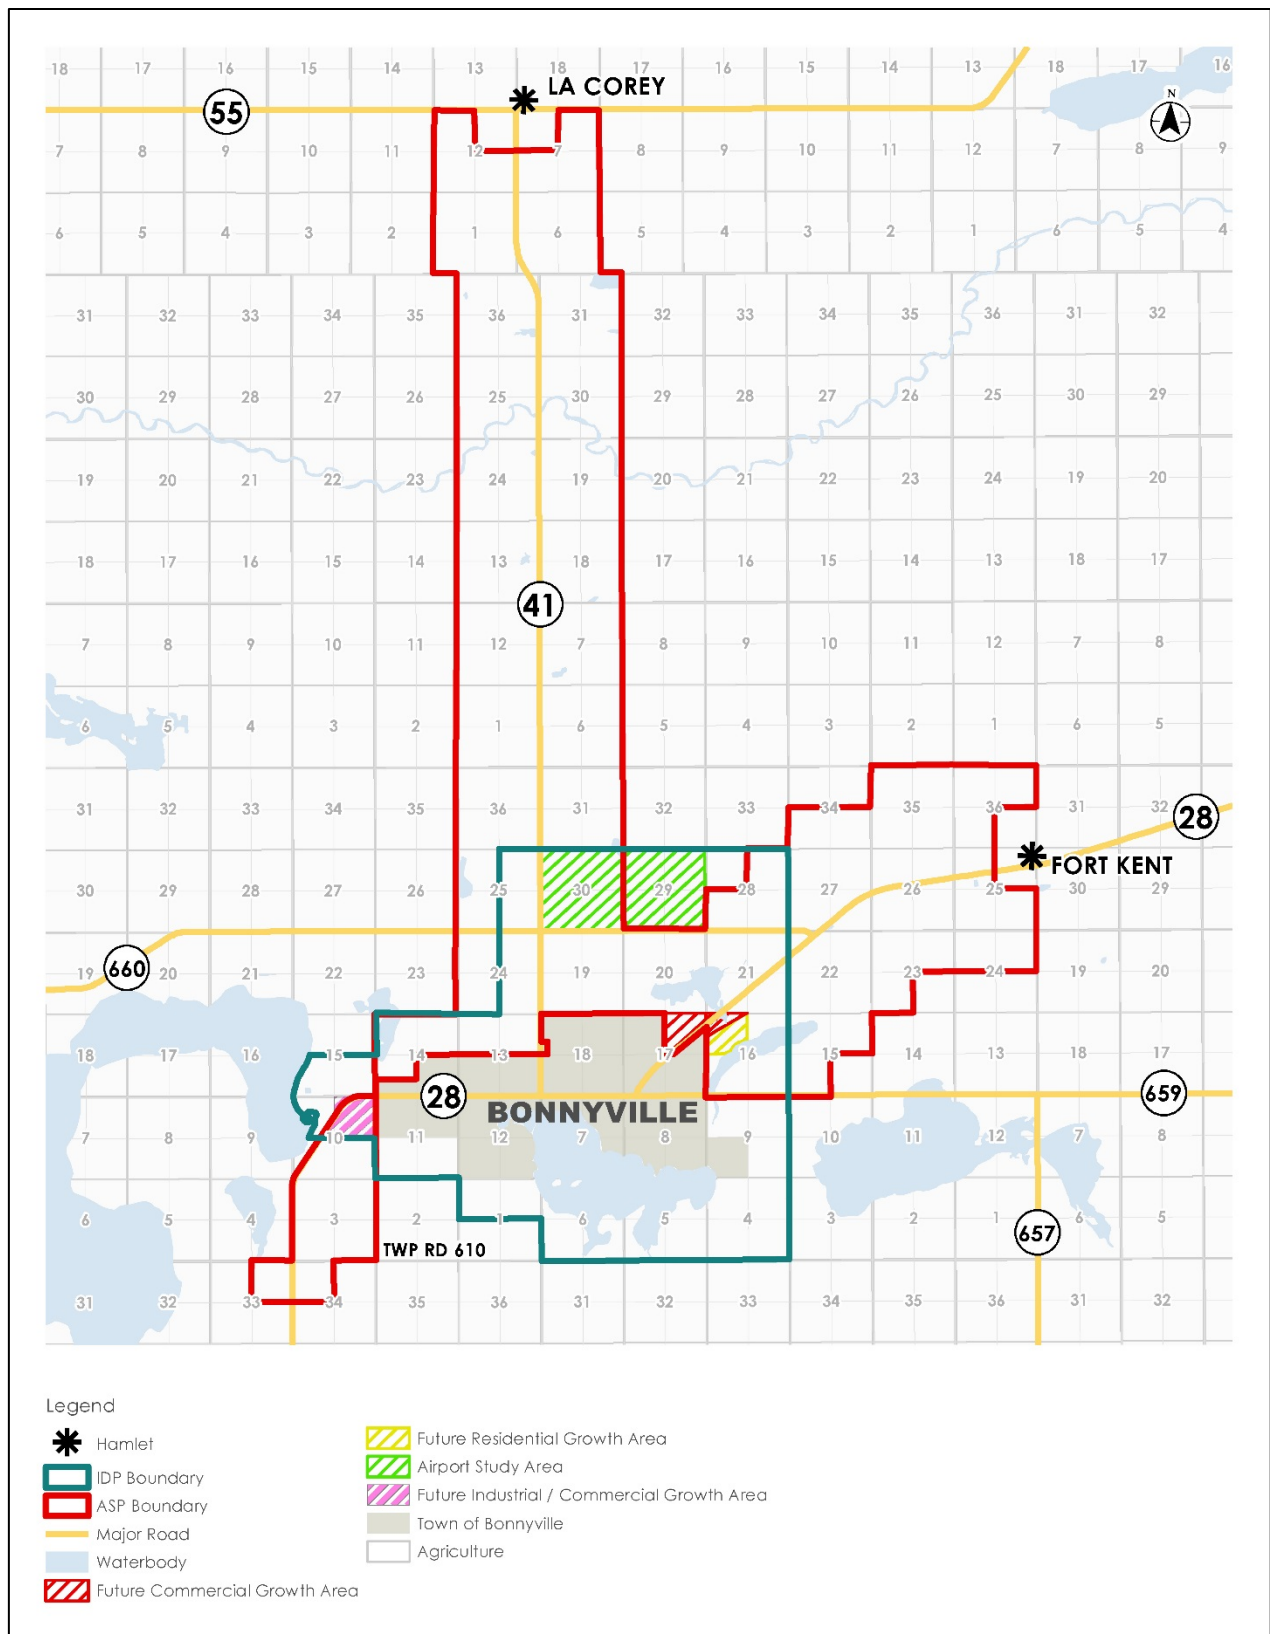 18 17 16 15 14 13 18 17 16 15 14 13 18 17 16
LA COREY
N
55
7 8 9 10 11 12 7 8 9 10 11 12 7 8 9
6 5 4 3 2 1 6 5 4 3 2 1 6 5 4
31 32 33 34 35 36 31 32 33 34 35 36 31 32
30 29 28 27 26 25 30 29 28 27 26 25 30 29
19 20 21 22 23 24 19 20 21 22 23 24 19 20
18 17 16 15 14 13 18 17 16 15 14 13 18 17
41
7 8 9 10 11 12 7 8 9 10 11 12 7 8
6 5 4 3 2 1 6 5 4 3 2 1 6 5
31 32 33 34 35 36 31 32 33 34 35 36 31 32
28
FORT KENT
30 29 28 27 26 25 30 29 28 27 26 25 30 29
660
19 20 21 22 23 24 19 20 21 22 23 24 19 20
18 17 16 15 14 13 18 17 16 15 14 13 18 17
28
659
BONNYVILLE
7 8 9 10 11 12 7 8 9 10 11 12 7 8
6 5 4 3 2 1 6 5 4 3 2 1 6 5
657
TWP RD 610
31 32 33 34 35 36 31 32 33 34 35 36 31 32
Legend
Hamlet
IDP Boundary
ASP Boundary
Major Road
Waterbody
Future Commercial Growth Area
Future Residential Growth Area
Airport Study Area
Future Industrial / Commercial Growth Area
Town of Bonnyville
Agriculture